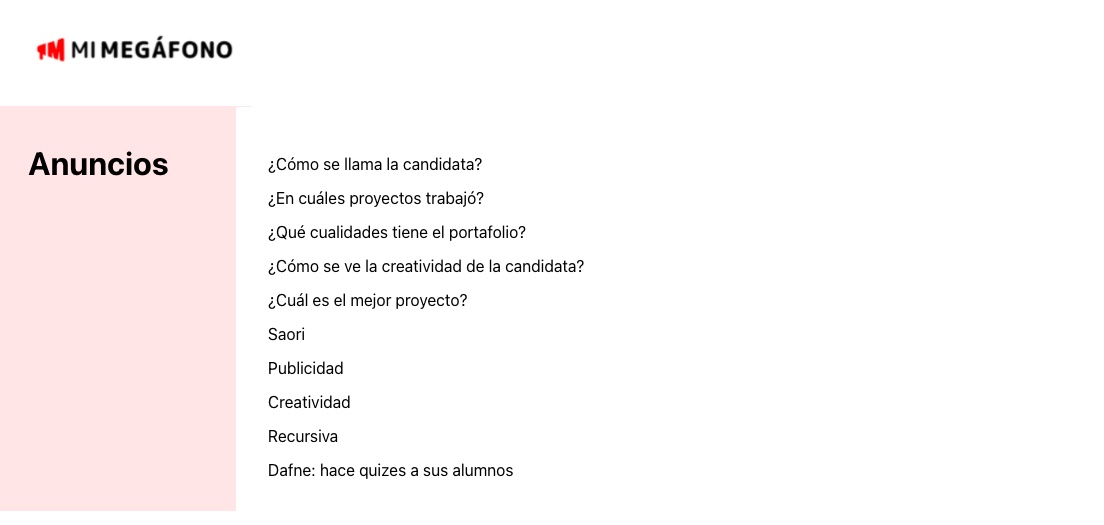 MI MEGÁFONO
Anuncios
¿Cómo se llama la candidata?
¿En cuáles proyectos trabajó?
¿Qué cualidades tiene el portafolio?
¿Cómo se ve la creatividad de la candidata?
¿Cuál es el mejor proyecto?
Saori
Publicidad
Creatividad
Recursiva
Dafne: hace quizes a sus alumnos